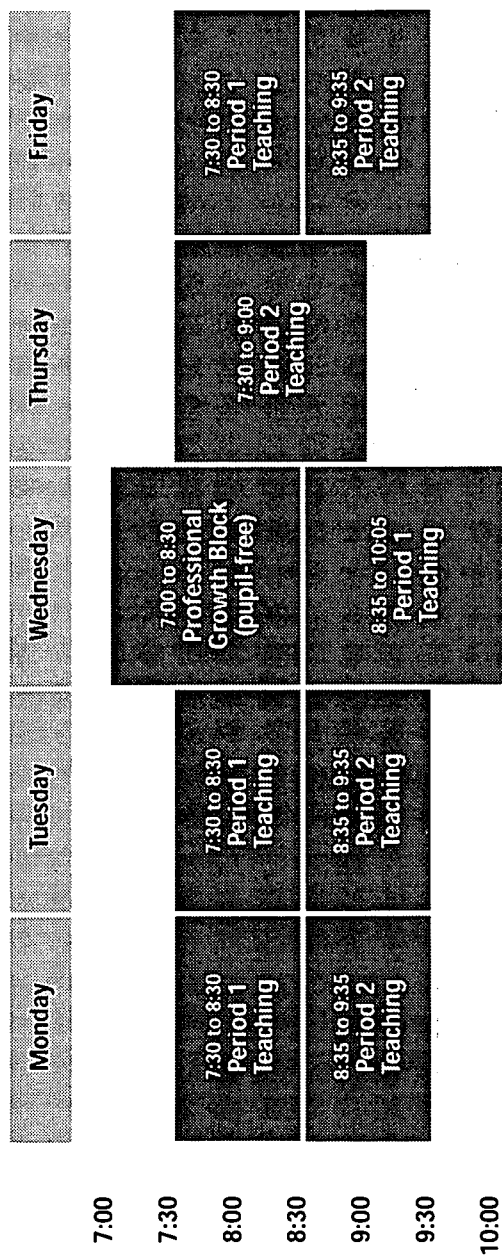 Monday
Tuesday
Wednesday
Thursday
Friday
7:00
7:30
8:00
8:30
9:00
9:30
10:00
7:30 to 8:30
Period 1
Teaching
8:35 to 9:35
Period 2
Teaching
7:30 to 8:30
Period 1
Teaching
8:35 to 9:35
Period 2
Teaching
7:00 to 8:30
Professional
Growth Block
(pupil-free)
8:35 to 10:05
Period 1
Teaching
7:30 to 9:00
Period 2
Teaching
7:30 to 8:30
Period 1
Teaching
8:35 to 9:35
Period 2
Teaching